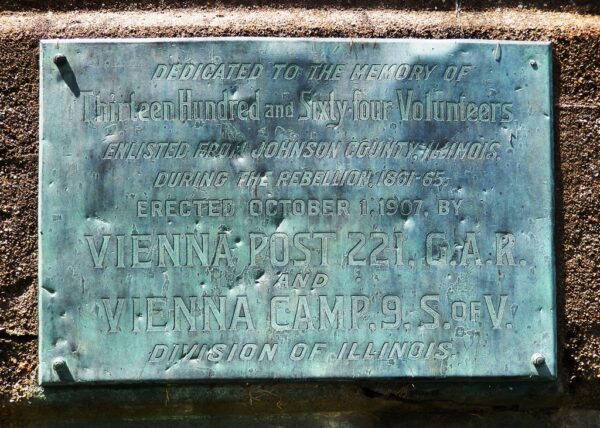 DEDICATED TO THE MEMORY OF
Thirteen Hundred and Sixty-four Volunteers
ENLISTED FROM JOHNSON COUNTY, ILLINOIS.
DURING THE REBELLION, 1861-65.
ERECTED OCTOBER 1, 1907, BY
VIENNA POST 221, G.A.R.
AND
VIENNA CAMP, 9, S. OF V.
DIVISION OF ILLINOIS.